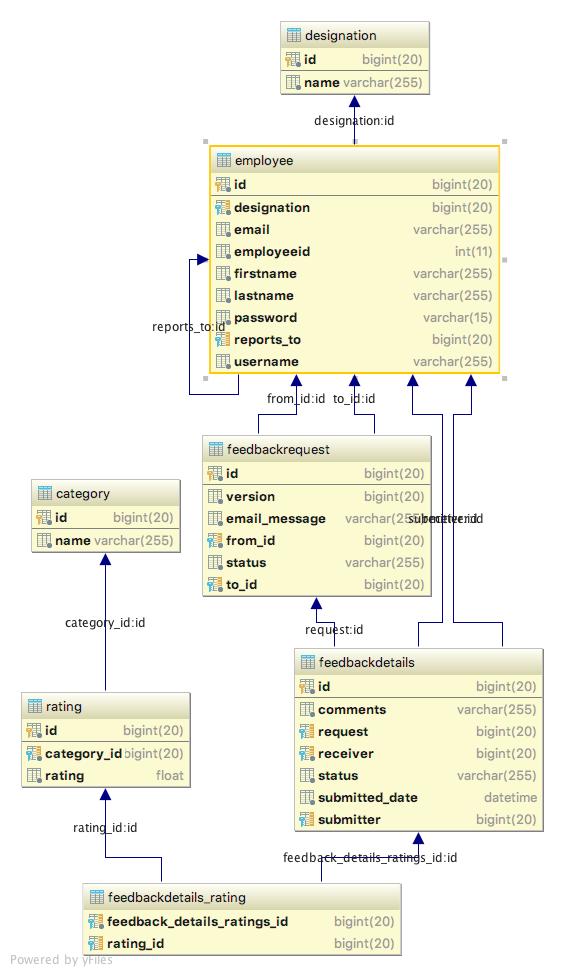 designation
id bigint(20)
name varchar(255)
designation:id
employee
id bigint(20)
designation bigint(20)
email varchar(255)
employeeid int(11)
firstname varchar(255)
lastname varchar(255)
password varchar(15)
reports_to bigint(20)
username varchar(255)
reports_to:id
from_id:id to_id:id
feedbackrequest
id bigint(20)
version bigint(20)
email_message varchar(255)
from_id bigint(20)
status varchar(255)
to_id bigint(20)
category
id bigint(20)
name varchar(255)
category_id:id
request:id
feedbackdetails
id bigint(20)
comments varchar(255)
request bigint(20)
receiver bigint(20)
status varchar(255)
submitted_date datetime
submitter bigint(20)
rating
id bigint(20)
category_id bigint(20)
rating float
rating_id:id
feedback_details_ratings_id:id
feedbackdetails_rating
feedback_details_ratings_id bigint(20)
rating_id bigint(20)
Powered by yFiles